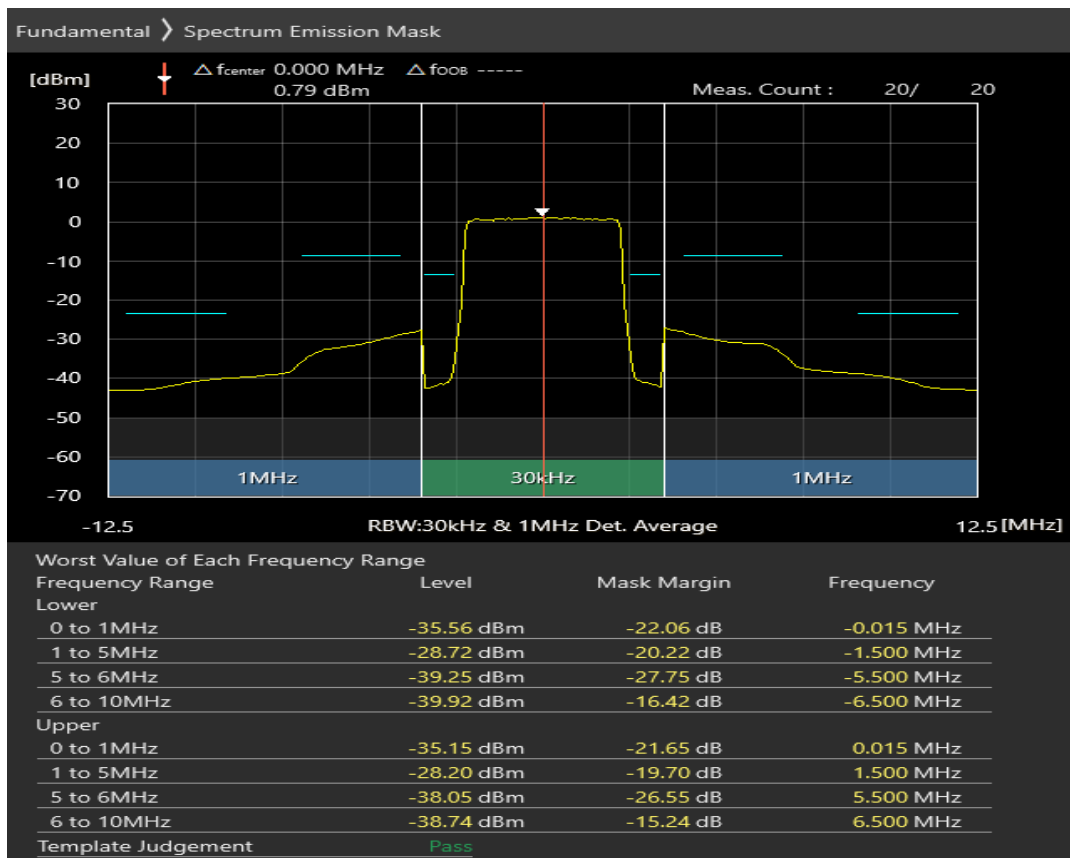 Fundamental ❯ Spectrum Emission Mask
[dBm] △ fcenter 0.000 MHz △ fOOB -----
0.79 dBm Meas. Count : 20/ 20
30
20
10
0
-10
-20
-30
-40
-50
-60
-70
1MHz 30kHz 1MHz
-12.5 RBW:30kHz & 1MHz Det. Average 12.5 [MHz]
Worst Value of Each Frequency Range
Frequency Range Level Mask Margin Frequency
Lower
0 to 1MHz -35.56 dBm -22.06 dB -0.015 MHz
1 to 5MHz -28.72 dBm -20.22 dB -1.500 MHz
5 to 6MHz -39.25 dBm -27.75 dB -5.500 MHz
6 to 10MHz -39.92 dBm -16.42 dB -6.500 MHz
Upper
0 to 1MHz -35.15 dBm -21.65 dB 0.015 MHz
1 to 5MHz -28.20 dBm -19.70 dB 1.500 MHz
5 to 6MHz -38.05 dBm -26.55 dB 5.500 MHz
6 to 10MHz -38.74 dBm -15.24 dB 6.500 MHz
Template Judgement Pass